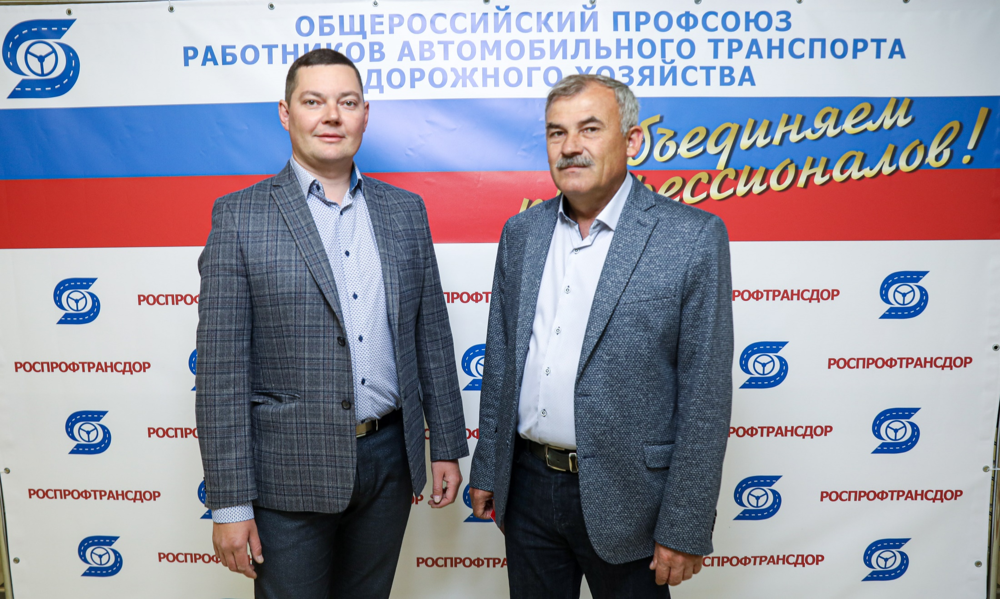 ОБЩЕРОССИЙСКИЙ ПРОФСОЮЗ
РАБОТНИКОВ АВТОМОБИЛЬНОГО ТРАНСПОРТА
ДОРОЖНОГО ХОЗЯЙСТВА
бъединяем
ессионалов!
РОСПРОФ ПРОФТ РОФТРАНСДОР
РОСПРОФТРАНСДОР РОСПРОФТРАНСДОР
РОСПРОФ РОФТРАНСДОР
РОСПРОФТРАНСДОР ОР РОСПРОФТРАНСДОР
РОСПРОФ РОСПРОФТРА СПРОФТРАНСДОР